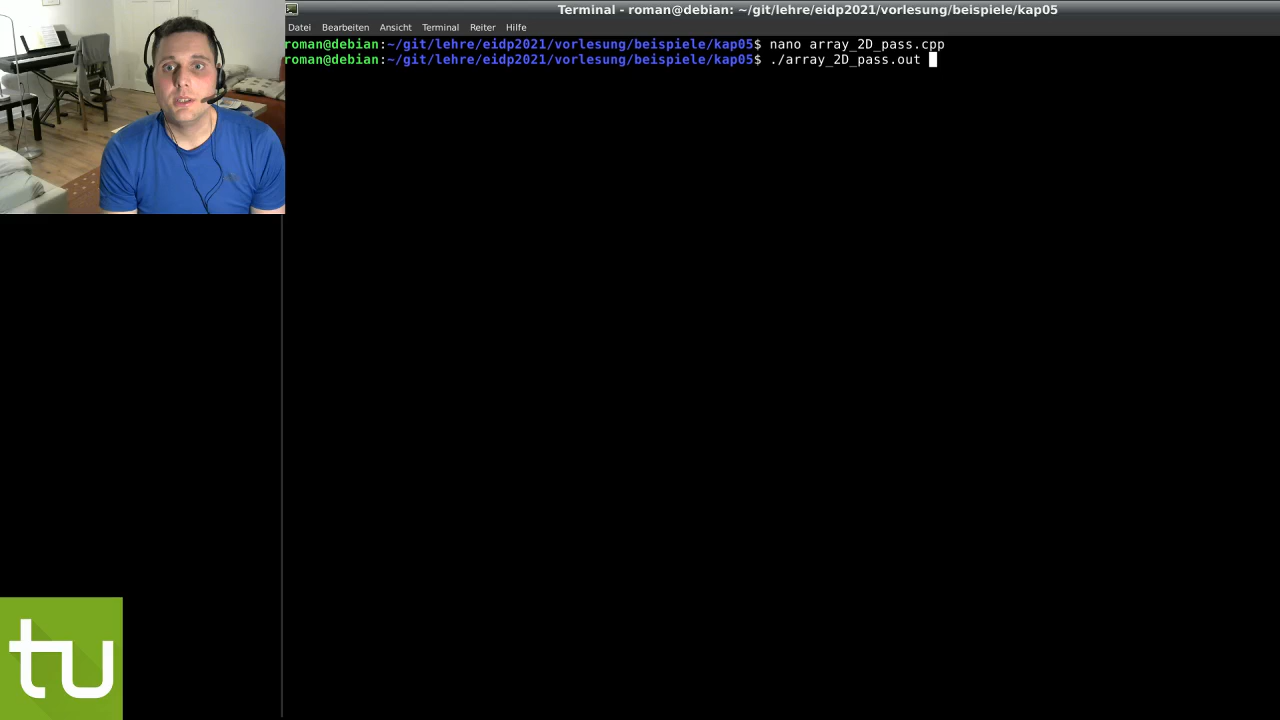 Terminal - roman@debian: ~/git/lehre/eidp2021/vorlesung/beispiele/kap05
Datei Bearbeiten Ansicht Terminal Reiter Hilfe
roman@debian:~/git/lehre/eidp2021/vorlesung/beispiele/kap05$ nano array_2D_pass.cpp
roman@debian:~/git/lehre/eidp2021/vorlesung/beispiele/kap05$ ./array_2D_pass.out
tu